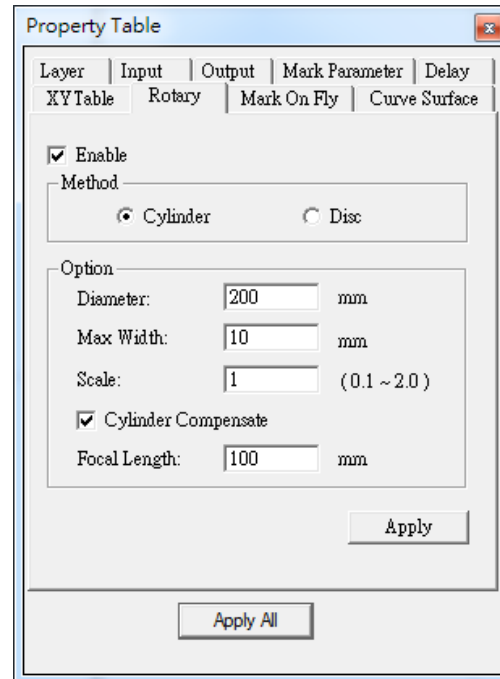 Property Table
Layer Input Output Mark Parameter Delay
XYTable Rotary Mark On Fly Curve Surface
Enable
Method
Cylinder Disc
Option
Diameter: 200 mm
Max Width: 10 mm
Scale: 1 ( 0.1 ~ 2.0 )
Cylinder Compensate
Focal Length: 100 mm
Apply
Apply All